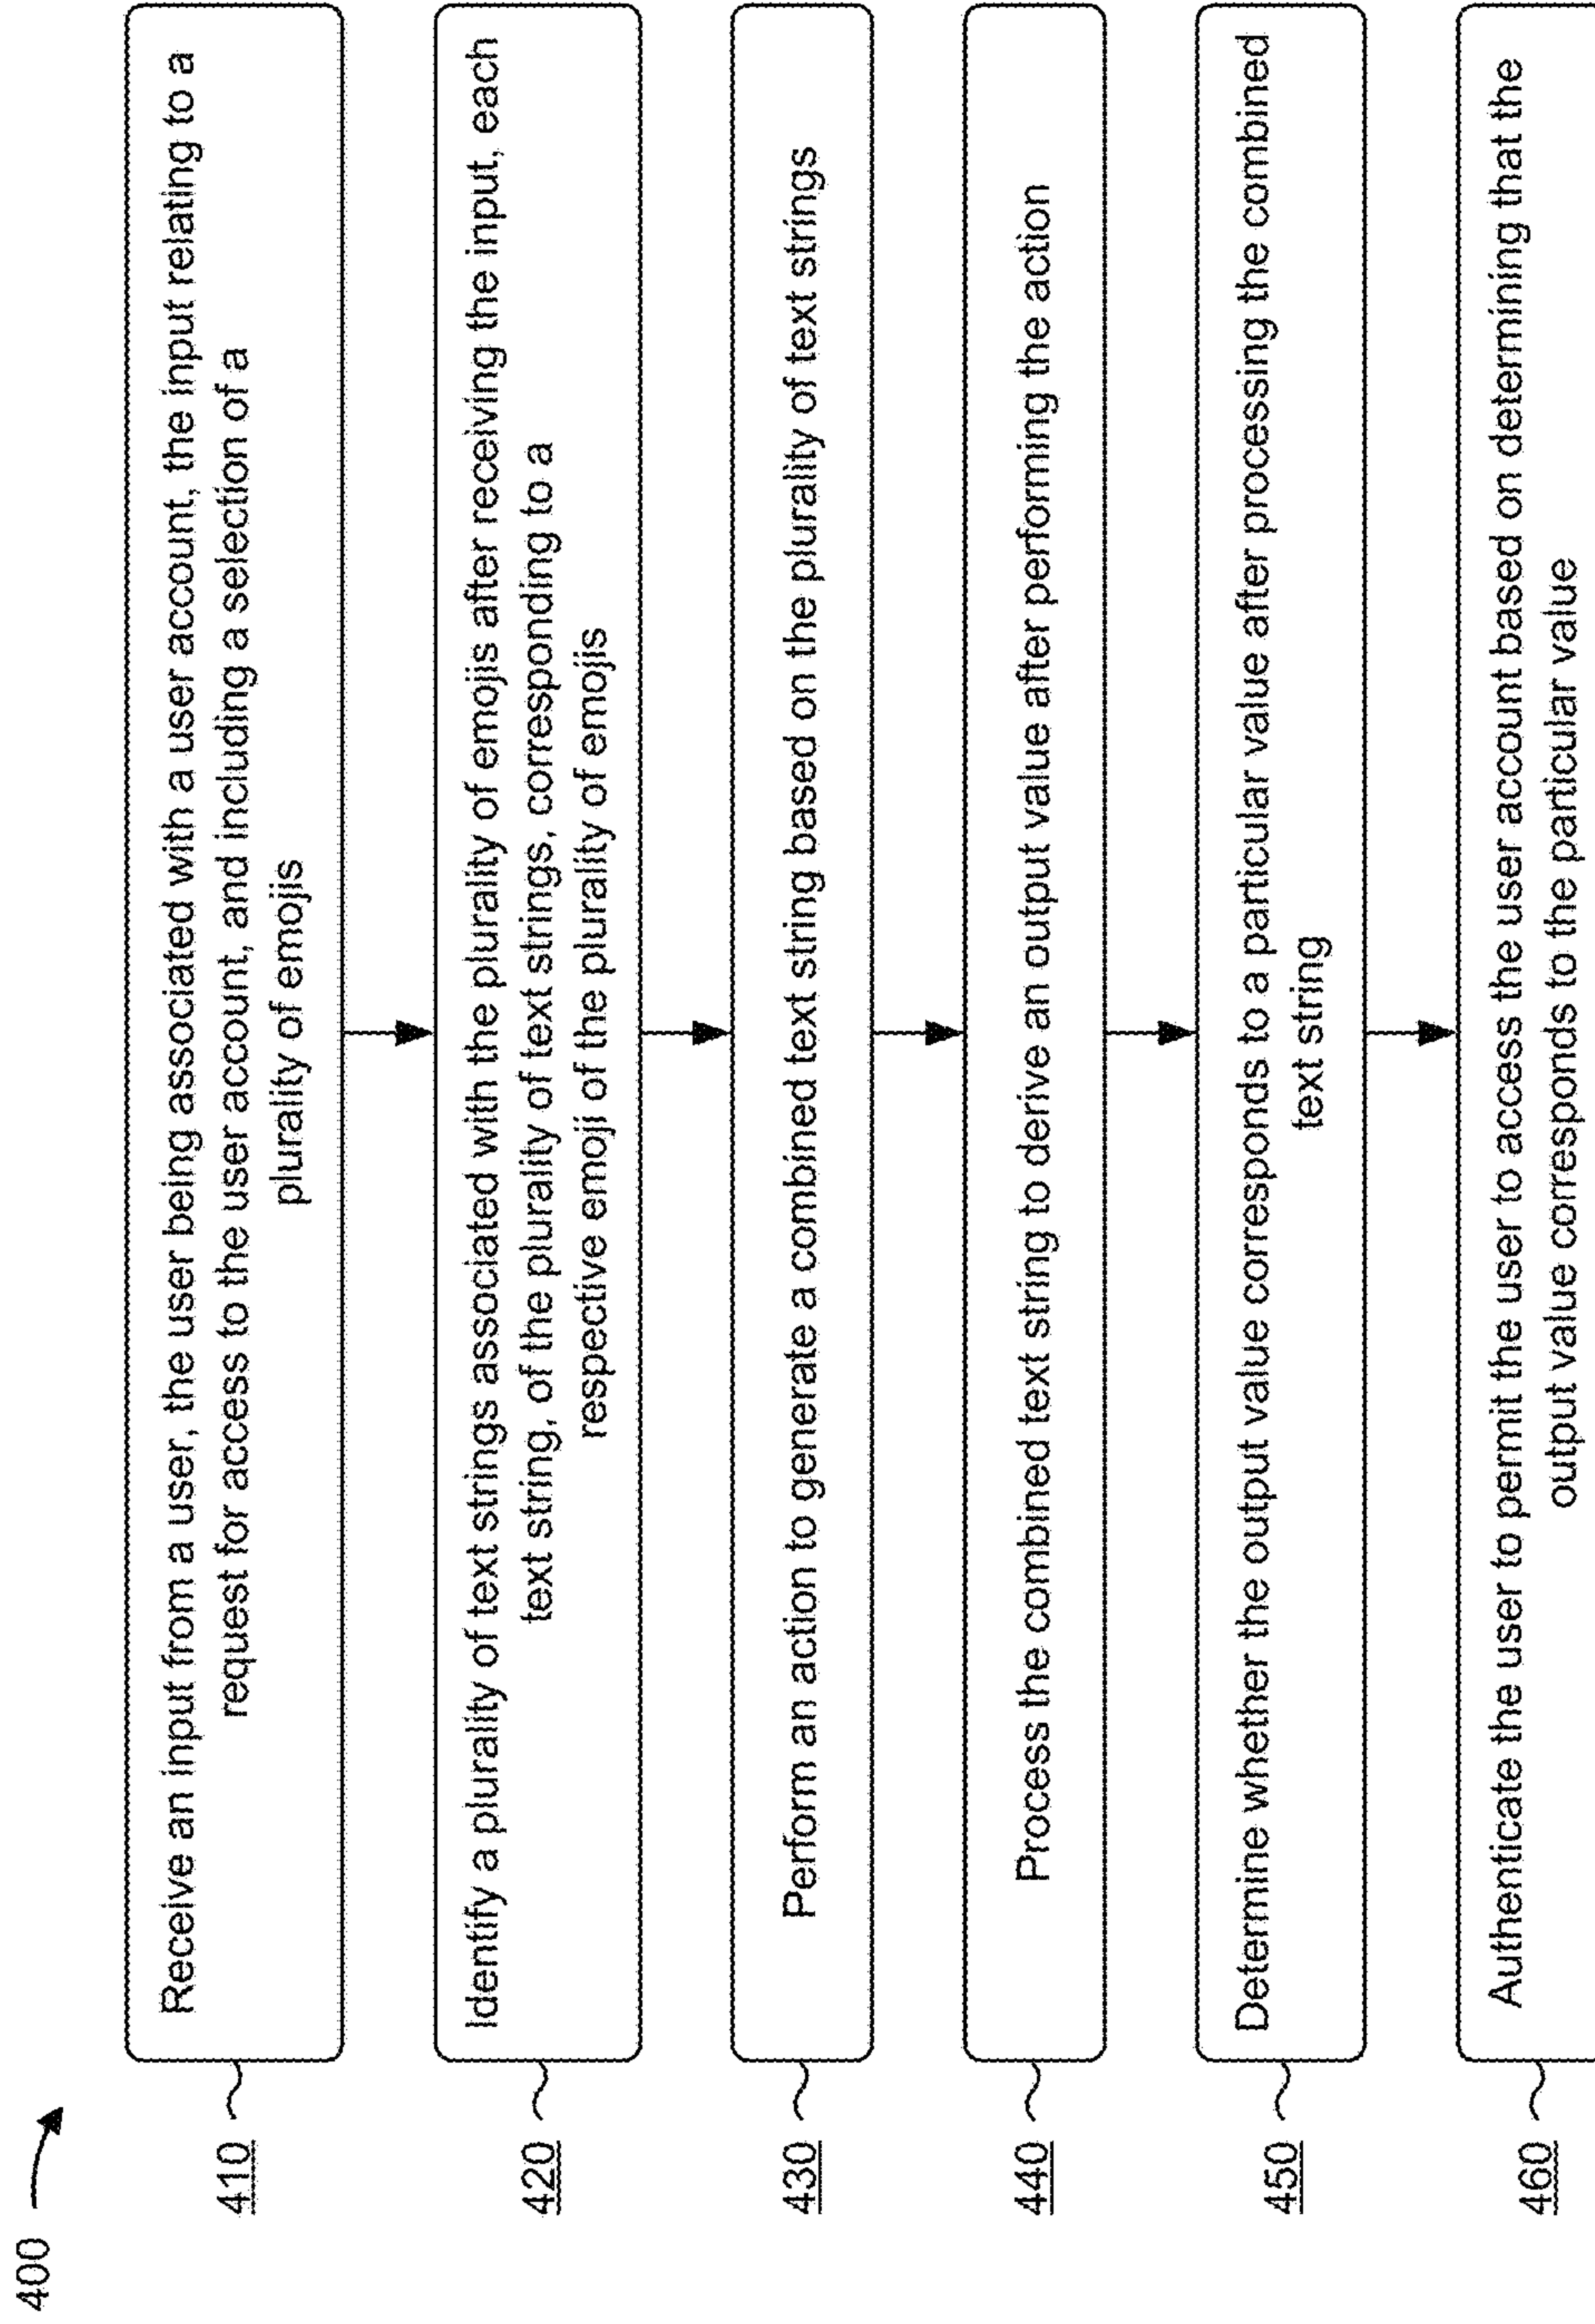 400
410
Receive an input from a user, the user being associated with a user account, the input relating to a
request for access to the user account, and including a selection of a
plurality of emojis
420
Identify a plurality of text strings associated with the plurality of emojis after receiving the input, each
text string, of the plurality of text strings, corresponding to a
respective emoji of the plurality of emojis
430
Perform an action to generate a combined text string based on the plurality of text strings
440
Process the combined text string to derive an output value after performing the action
450
Determine whether the output value corresponds to a particular value after processing the combined
text string
460
Authenticate the user to permit the user to access the user account based on determining that the
output value corresponds to the particular value